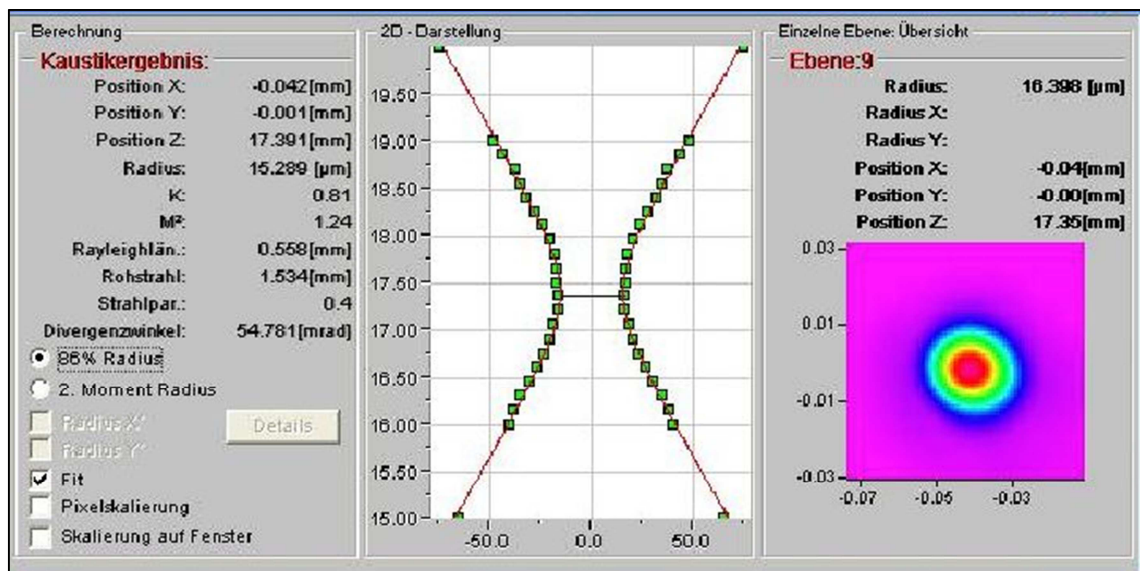 Berechnung
Kaustikergebnis:
Position X: -0.042[mm]
Position Y: -0.001[mm]
Position Z: 17.391[mm]
Radius: 15.289 [µm]
K: 0.81
M²: 1.24
Rayleighlän.: 0.558[mm]
Rohstrahl: 1.534[mm]
Strahlpar.: 0.4
Divergenzwinkel: 54.781[mrad]
86% Radius
2. Moment Radius
Radius X'
Radius Y'
Details
Fit
Pixelskalierung
Skalierung auf Fenster
2D - Darstellung
19.50
19.00
18.50
18.00
17.50
17.00
16.50
16.00
15.50
15.00
-50.0 0.0 50.0
Einzelne Ebene: Übersicht
Ebene:9
Radius: 16.398 [µm]
Radius X:
Radius Y:
Position X: -0.04[mm]
Position Y: -0.00[mm]
Position Z: 17.35[mm]
0.03
0.01
-0.01
-0.03
-0.07 -0.05 -0.03